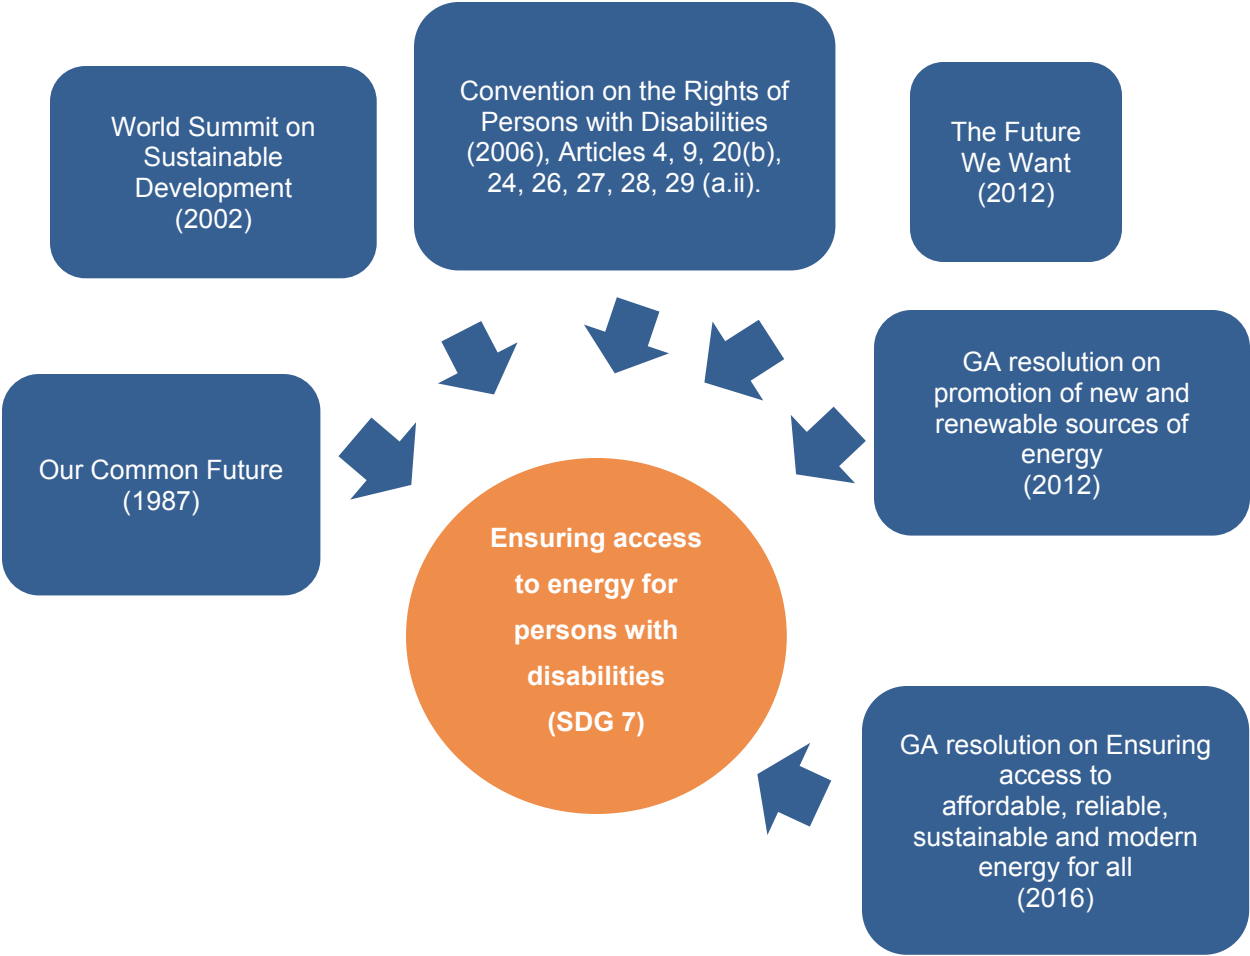 World Summit on
Sustainable
Development
(2002)
Convention on the Rights of
Persons with Disabilities
(2006), Articles 4, 9, 20(b),
24, 26, 27, 28, 29 (a.ii).
The Future
We Want
(2012)
Our Common Future
(1987)
GA resolution on
promotion of new and
renewable sources of
energy
(2012)
Ensuring access
to energy for
persons with
disabilities
(SDG 7)
GA resolution on Ensuring
access to
affordable, reliable,
sustainable and modern
energy for all
(2016)